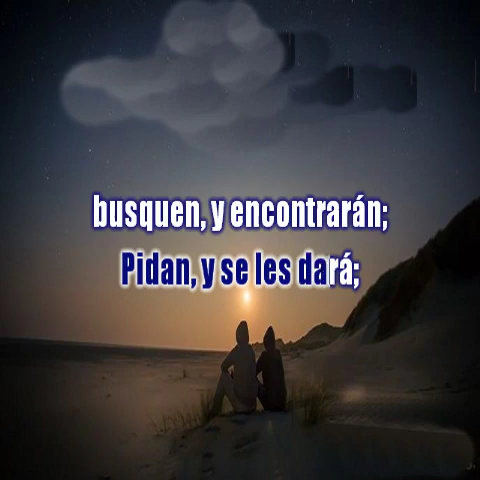 busquen, y encontrarán;
Pidan, y se les dará;